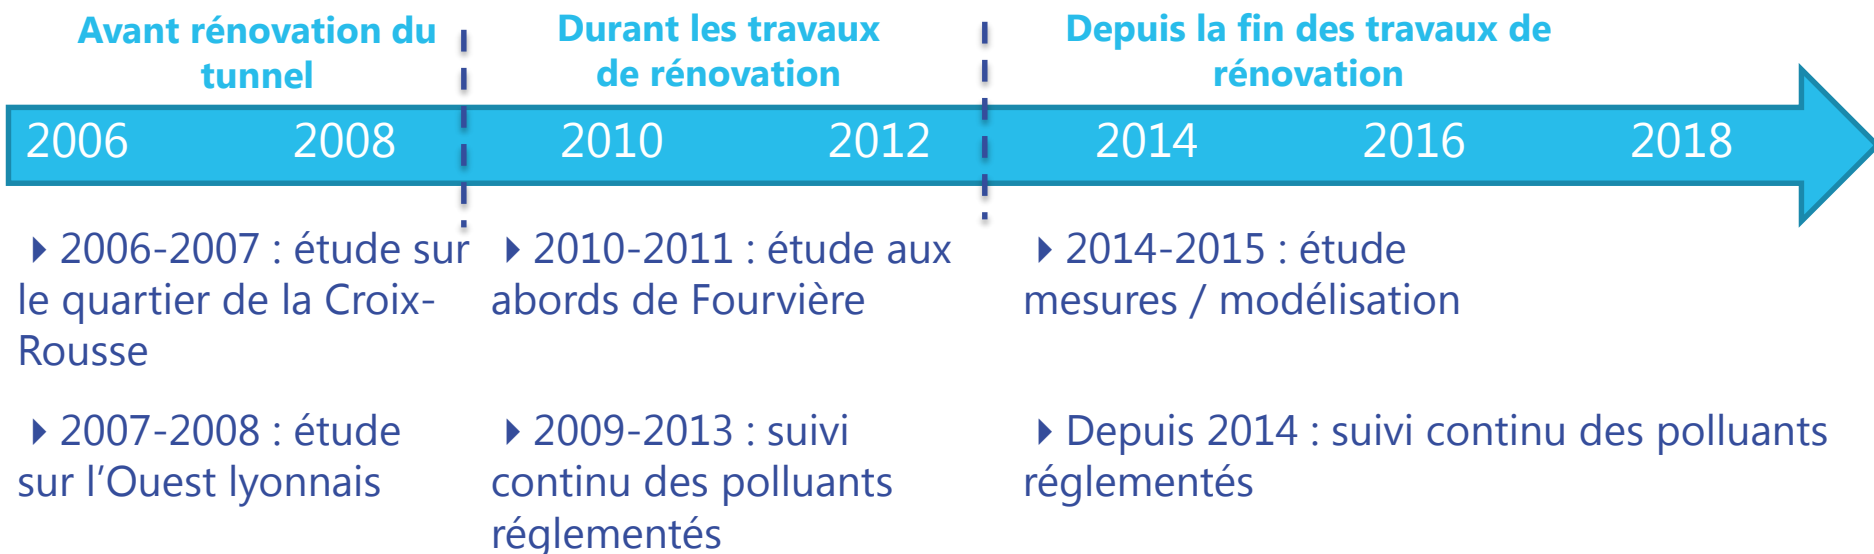 Avant rénovation du
tunnel
Durant les travaux
de rénovation
Depuis la fin des travaux de
rénovation
2006 2008 2010 2012 2014 2016 2018
2006-2007 : étude sur
le quartier de la Croix-
Rousse
2007-2008 : étude
sur l’Ouest lyonnais
2010-2011 : étude aux
abords de Fourvière
2009-2013 : suivi
continu des polluants
réglementés
2014-2015 : étude
mesures / modélisation
Depuis 2014 : suivi continu des polluants
réglementés